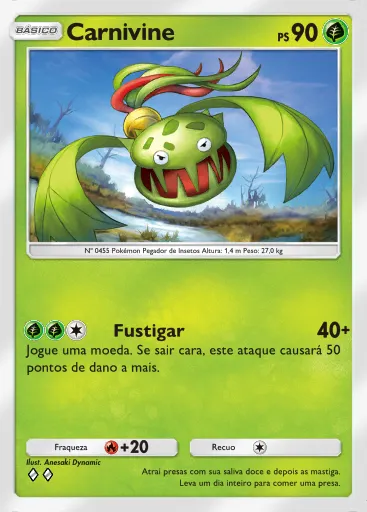 BÁSICO Carnivine PS 90
Nº 0455 Pokémon Pegador de Insetos Altura: 1,4 m Peso: 27,0 kg
Fustigar 40+
Jogue uma moeda. Se sair cara, este ataque causará 50
pontos de dano a mais.
Fraqueza +20 Recuo
Ilust. Anesaki Dynamic
Atrai presas com sua saliva doce e depois as mastiga.
Leva um dia inteiro para comer uma presa.